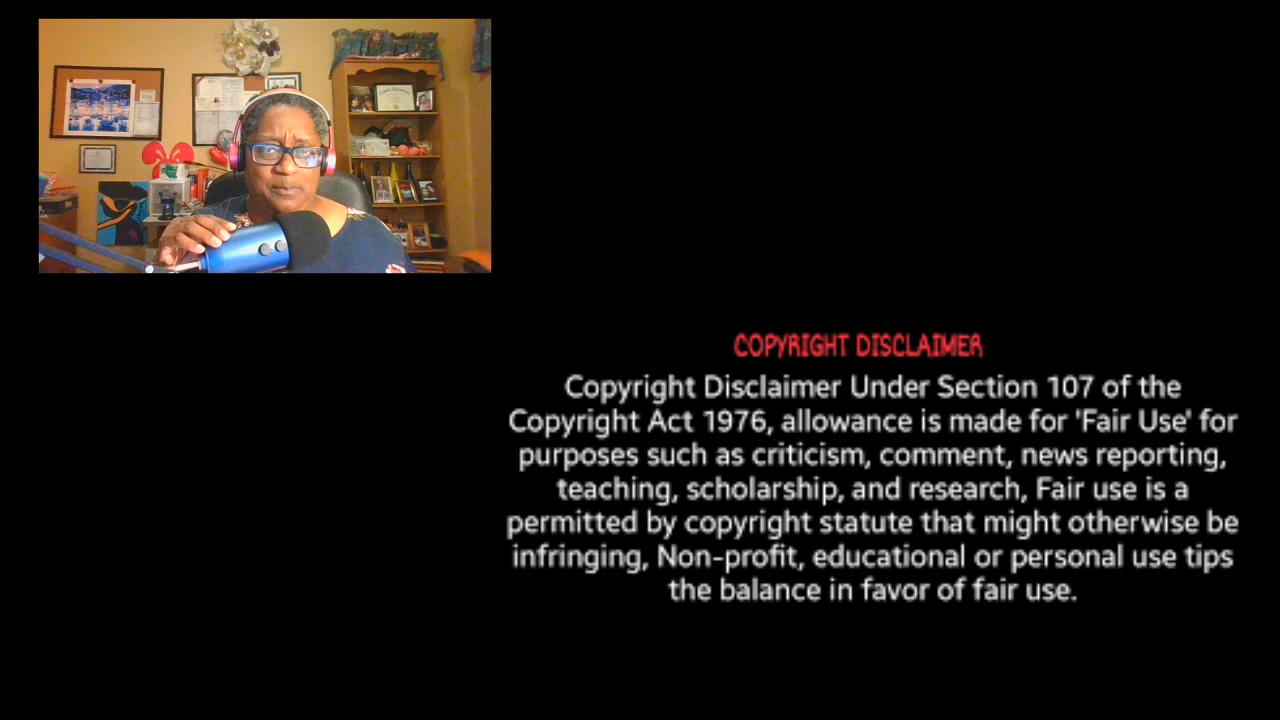 COPYRIGHT DISCLAIMER
Copyright Disclaimer Under Section 107 of the
Copyright Act 1976, allowance is made for 'Fair Use' for
purposes such as criticism, comment, news reporting,
teaching, scholarship, and research, Fair use is a
permitted by copyright statute that might otherwise be
infringing, Non-profit, educational or personal use tips
the balance in favor of fair use.